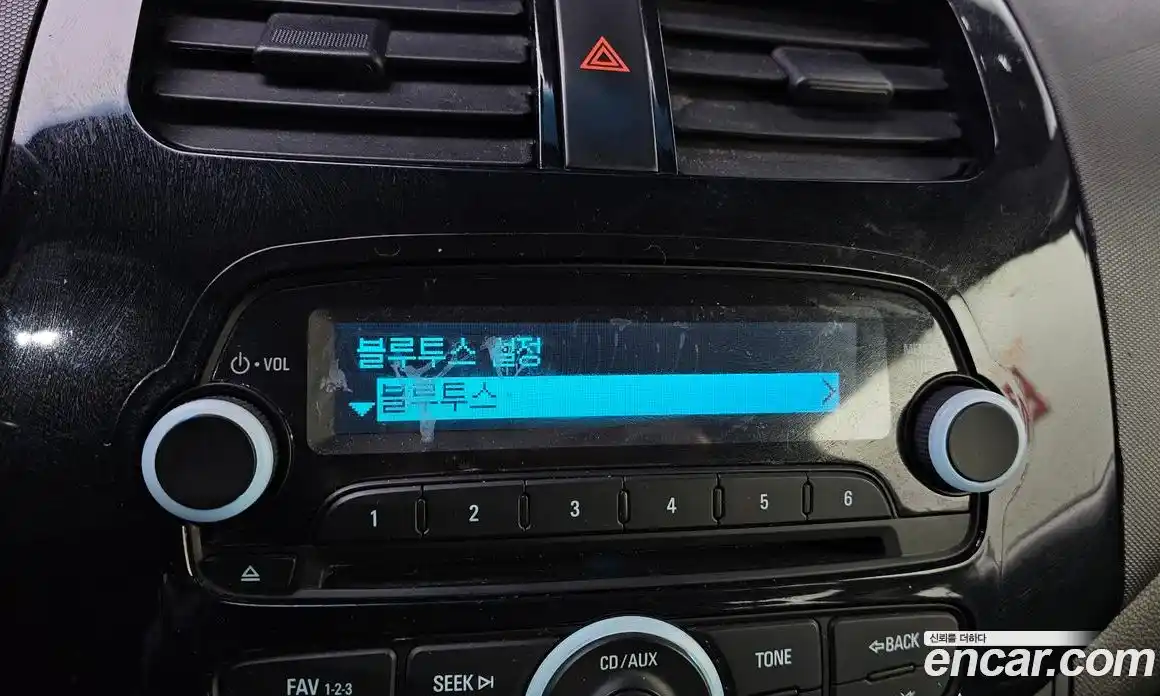 ⏻・VOL
블루투스 설정
블루투스 >
1 2 3 4 5 6
FAV 1-2-3
SEEK
CD/AUX
TONE
BACK
신뢰를 더하다
encar.com